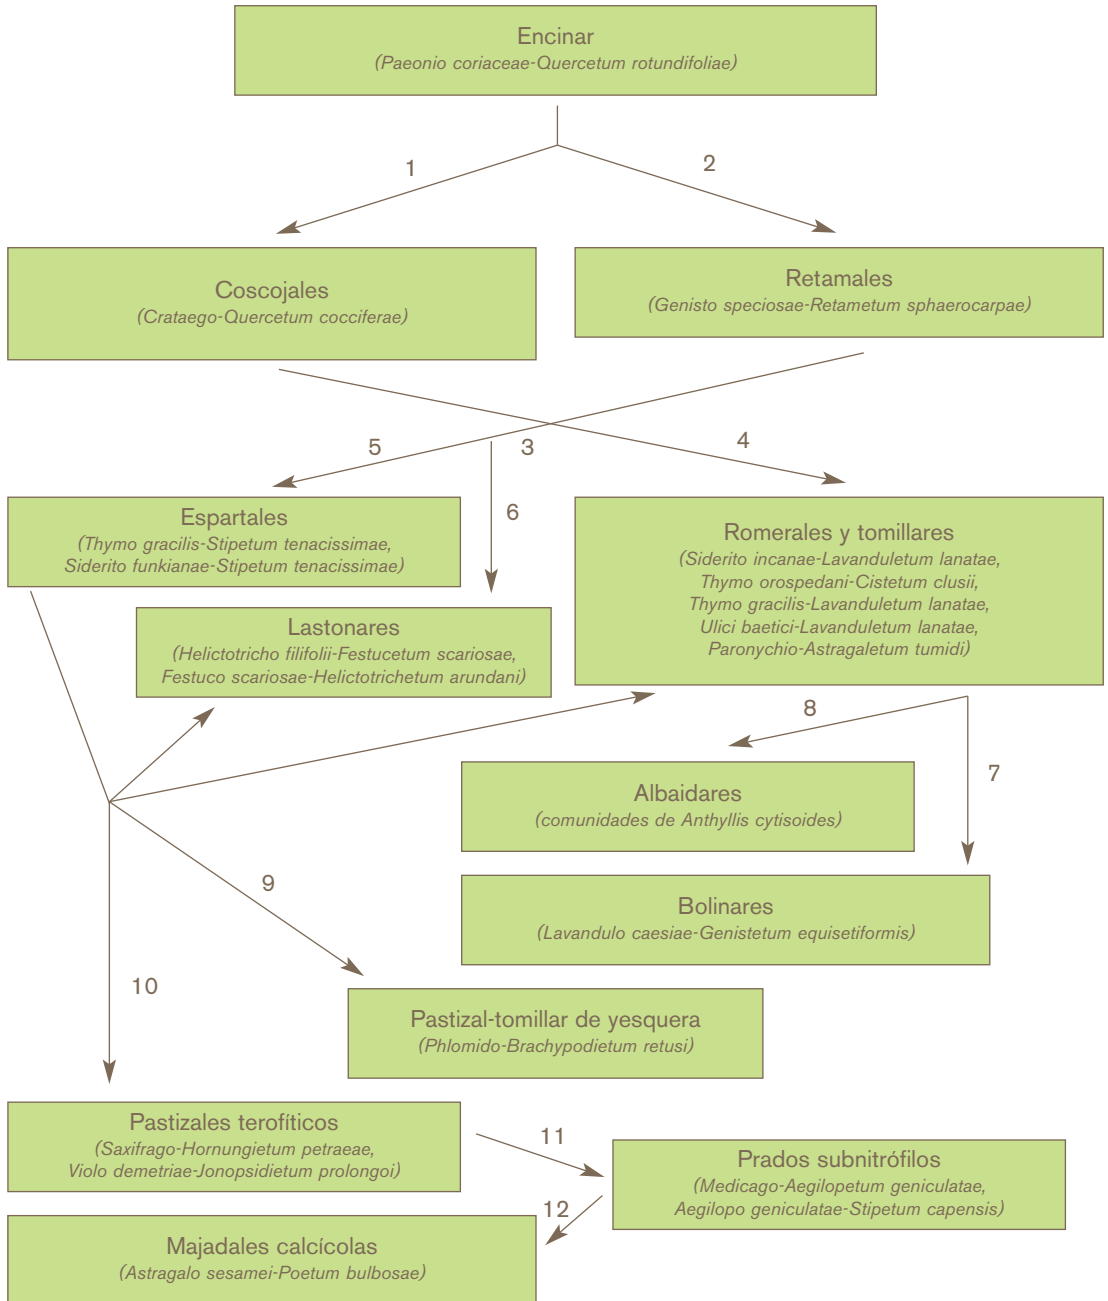 Encinar
(Paeonio coriaceae-Quercetum rotundifoliae)
1
2
Coscojales
(Crataego-Quercetum cocciferae)
Retamales
(Genisto speciosae-Retametum sphaerocarpae)
5
3
4
6
Espartales
(Thymo gracilis-Stipetum tenacissimae,
Siderito funkianae-Stipetum tenacissimae)
Romerales y tomillares
(Siderito incanae-Lavanduletum lanatae,
Thymo orospedani-Cistetum clusii,
Thymo gracilis-Lavanduletum lanatae,
Ulici baetici-Lavanduletum lanatae,
Paronychio-Astragaletum tumidi)
Lastonares
(Helictotricho filifolii-Festucetum scariosae,
Festuco scariosae-Helictotrichetum arundani)
8
7
Albaidares
(comunidades de Anthyllis cytisoides)
9
Bolinares
(Lavandulo caesiae-Genistetum equisetiformis)
10
Pastizal-tomillar de yesquera
(Phlomido-Brachypodietum retusi)
Pastizales terofíticos
(Saxifrago-Hornungietum petraeae,
Violo demetriae-Jonopsidietum prolongoi)
11
Prados subnitrófilos
(Medicago-Aegilopetum geniculatae,
Aegilopo geniculatae-Stipetum capensis)
12
Majadales calcícolas
(Astragalo sesamei-Poetum bulbosae)